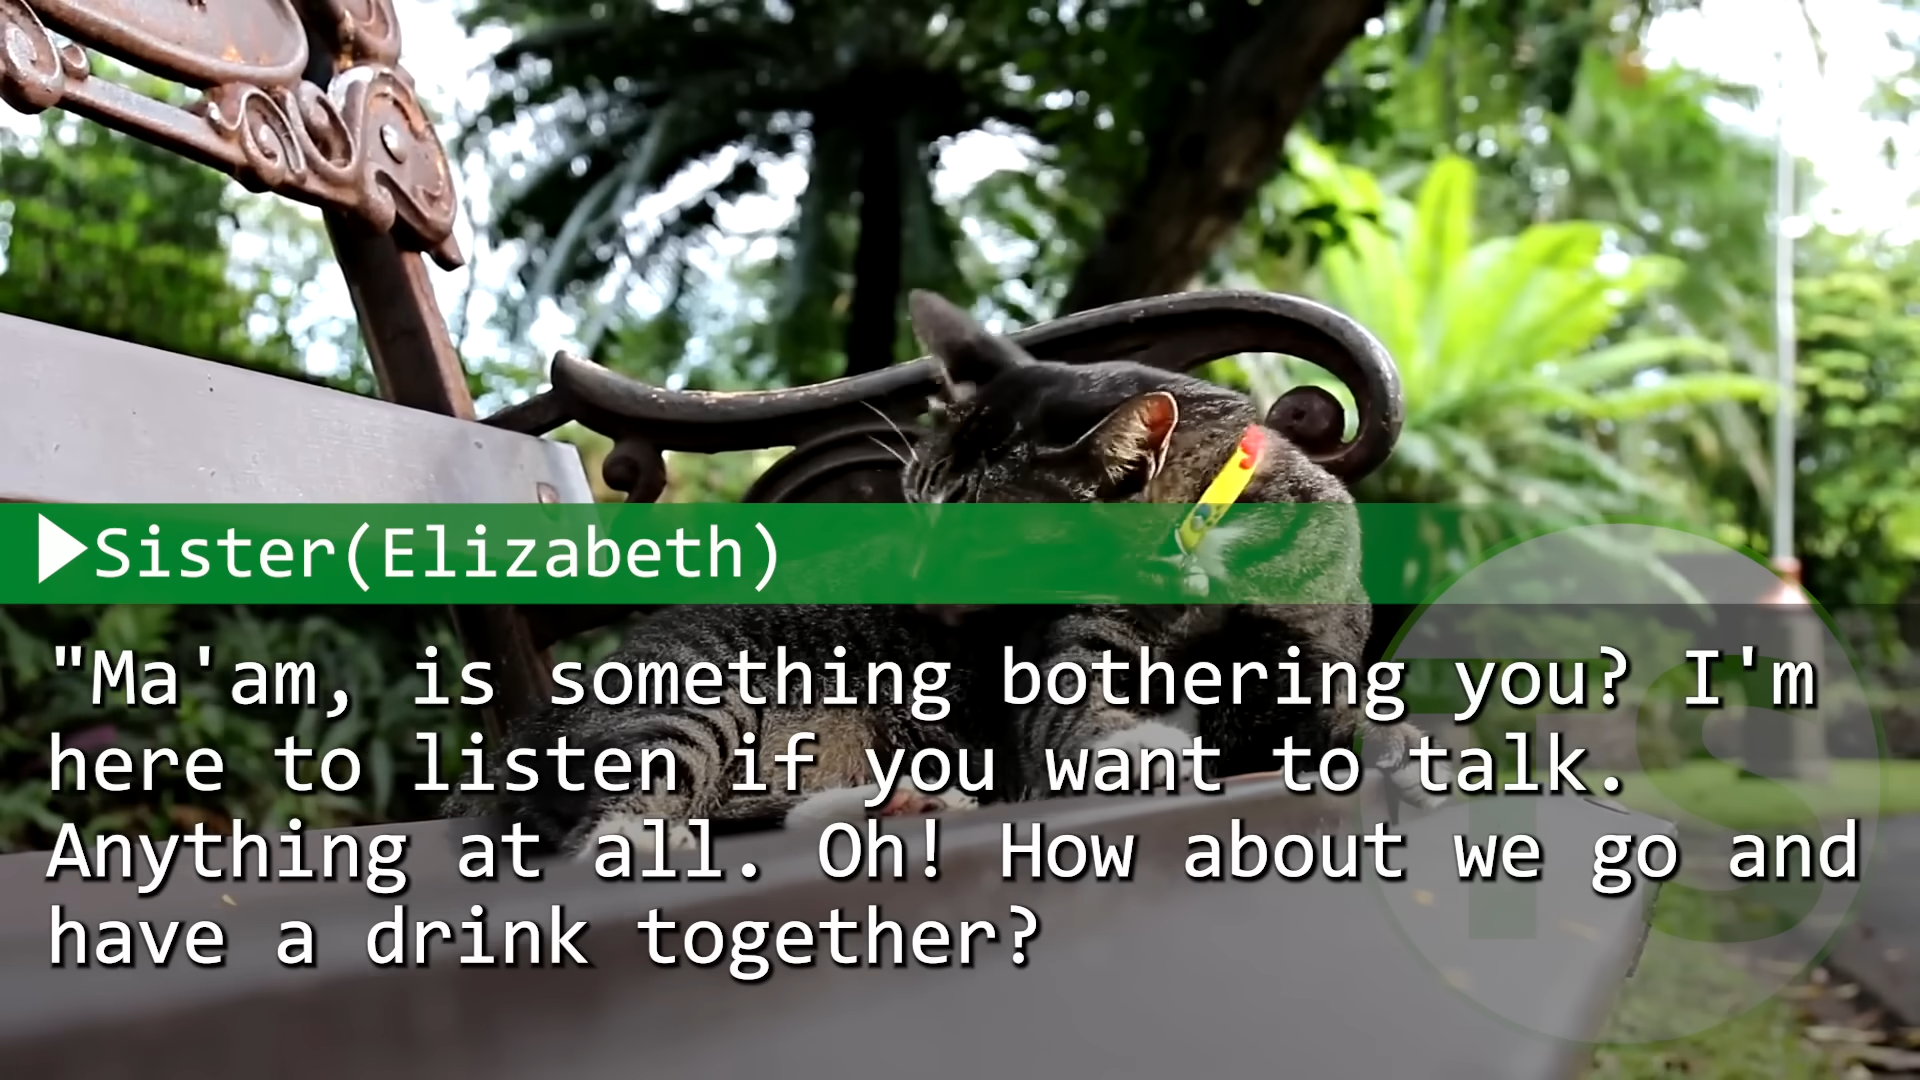 Sister(Elizabeth)
"Ma'am, is something bothering you? I'm
here to listen if you want to talk.
Anything at all. Oh! How about we go and
have a drink together?
TS